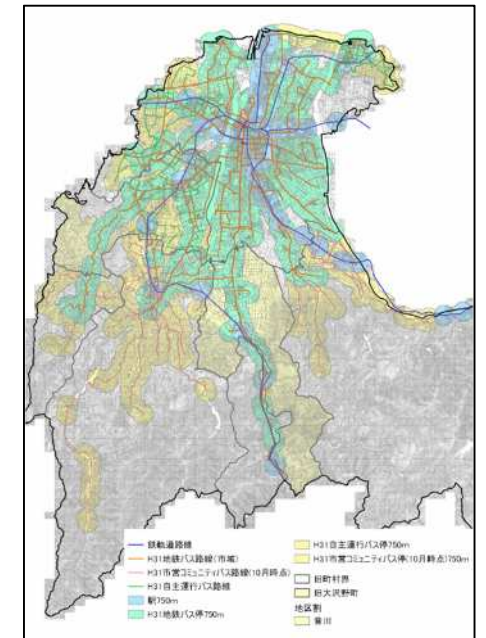 鉄軌道路線
H31地鉄バス路線(市域)
H31市営コミュニティバス路線(10月時点)
H31自主運行バス路線
駅750m
H31地鉄バス停750m
H31自主運行バス停750m
H31市営コミュニティバス停(10月時点)750m
旧町村界
旧大沢野町
地区割